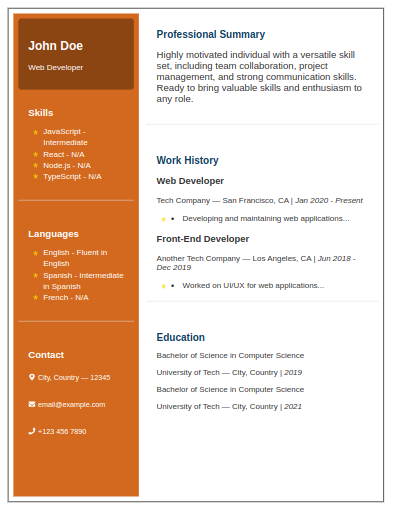 John Doe
Web Developer
Skills
JavaScript -
Intermediate
React - N/A
Node.js - N/A
TypeScript - N/A
Languages
English - Fluent in
English
Spanish - Intermediate
in Spanish
French - N/A
Contact
City, Country — 12345
email@example.com
+123 456 7890
Professional Summary
Highly motivated individual with a versatile skill
set, including team collaboration, project
management, and strong communication skills.
Ready to bring valuable skills and enthusiasm to
any role.
Work History
Web Developer
Tech Company — San Francisco, CA | Jan 2020 - Present
• Developing and maintaining web applications...
Front-End Developer
Another Tech Company — Los Angeles, CA | Jun 2018 -
Dec 2019
• Worked on UI/UX for web applications...
Education
Bachelor of Science in Computer Science
University of Tech — City, Country | 2019
Bachelor of Science in Computer Science
University of Tech — City, Country | 2021